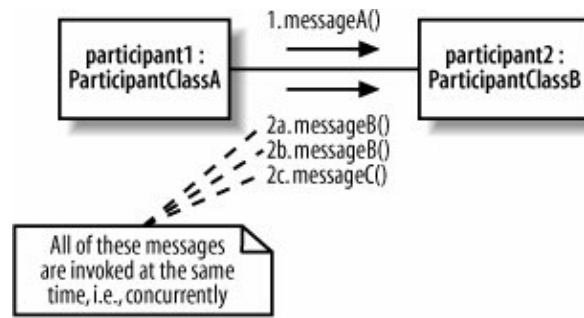 1.messageA()
participant1 :
ParticipantClassA
participant2 :
ParticipantClassB
2a.messageB()
2b.messageB()
2c.messageC()
All of these messages
are invoked at the same
time, i.e., concurrently